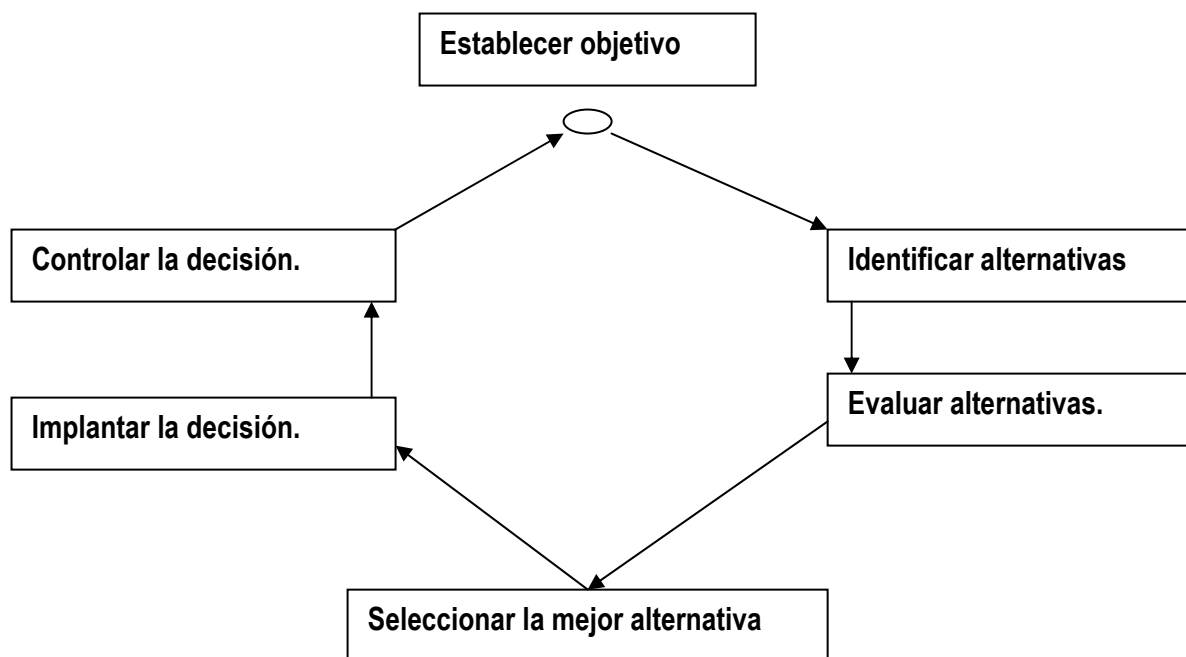 Establecer objetivo
Controlar la decisión.
Identificar alternativas
Implantar la decisión.
Evaluar alternativas.
Seleccionar la mejor alternativa